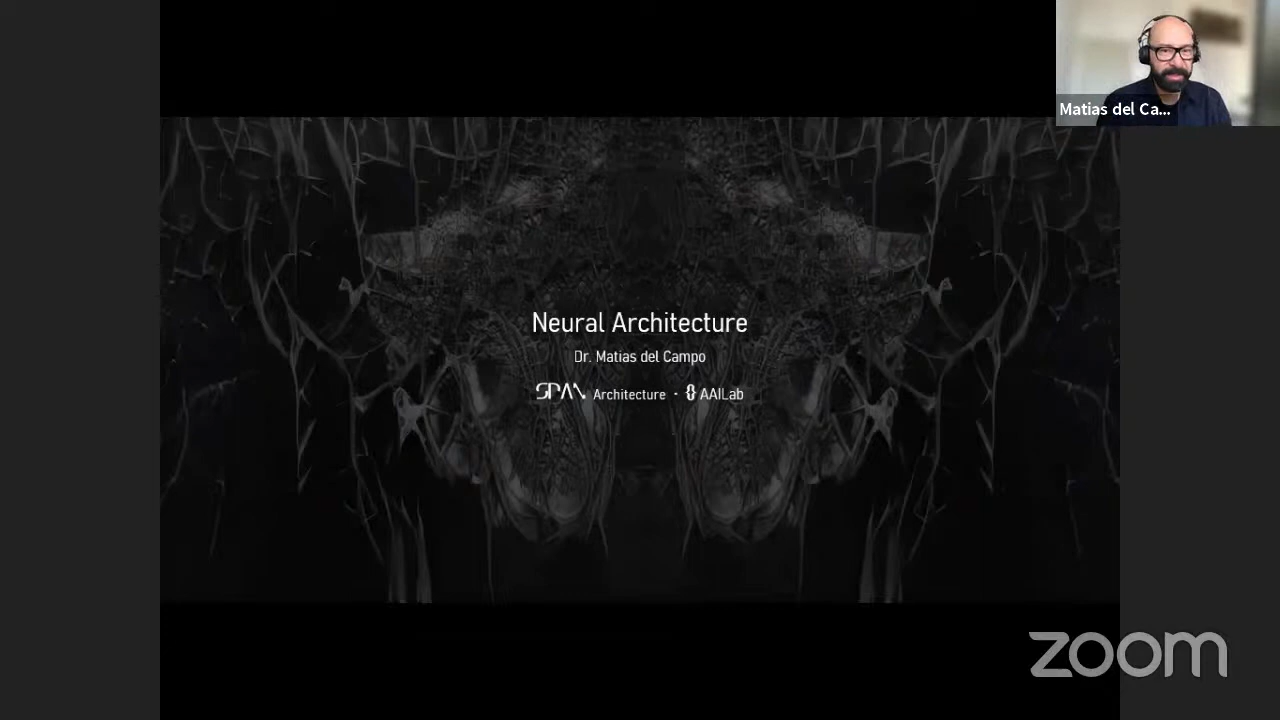 Matias del Ca...
Neural Architecture
Dr. Matias del Campo
SPAN Architecture - AAILab
zoom